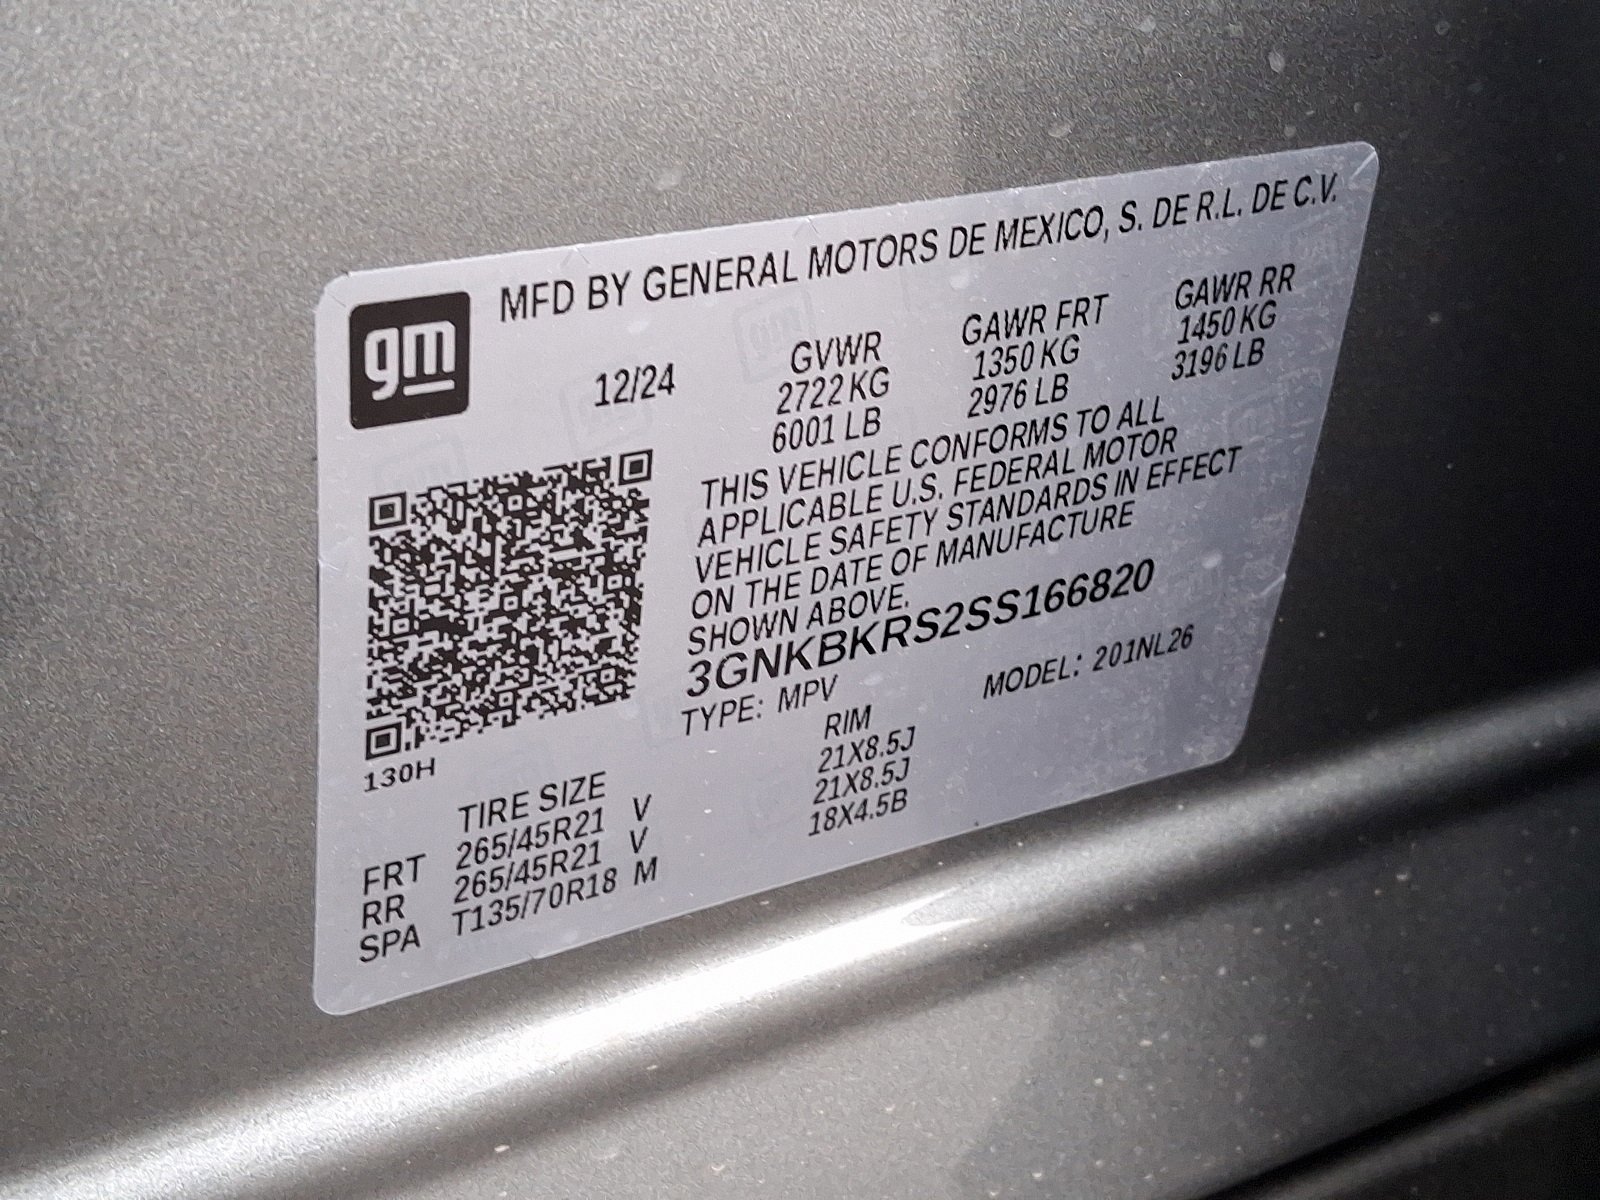 MFD BY GENERAL MOTORS DE MEXICO, S. DE R.L. DE C.V.
gm
12/24
GVWR
2722 KG
6001 LB
GAWR FRT
1350 KG
2976 LB
GAWR RR
1450 KG
3196 LB
THIS VEHICLE CONFORMS TO ALL
APPLICABLE U.S. FEDERAL MOTOR
VEHICLE SAFETY STANDARDS IN EFFECT
ON THE DATE OF MANUFACTURE
SHOWN ABOVE.
3GNKBKRS2SS166820
TYPE: MPV MODEL: 201NL26
130H
TIRE SIZE RIM
FRT 265/45R21 V 21X8.5J
RR 265/45R21 V 21X8.5J
SPA T135/70R18 M 18X4.5B